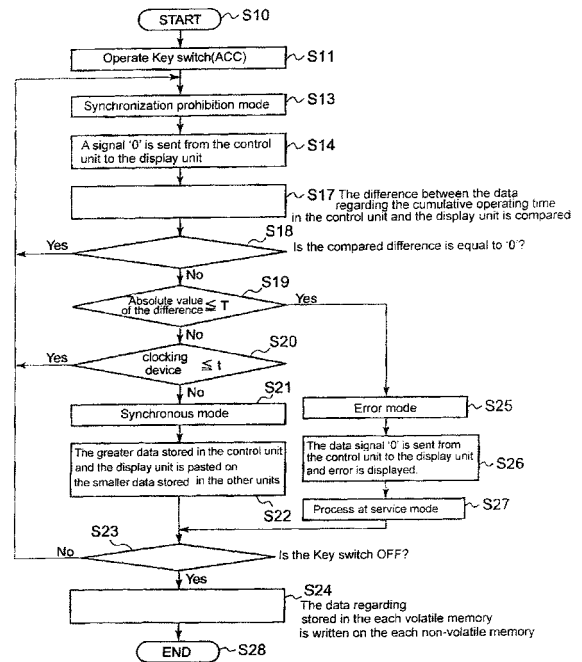 START
S10
Operate Key switch(ACC)
S11
Synchronization prohibition mode
S13
A signal '0' is sent from the control
unit to the display unit
S14
S17 The difference between the data
regarding the cumulative operating time
in the control unit and the display unit is compared
S18
Yes
Is the compared difference is equal to '0'?
No
S19
Absolute value
of the difference ≦ T
Yes
No
S20
Yes
clocking
device ≦ t
No
S21
Synchronous mode
Error mode
S25
The greater data stored in the control unit
and the display unit is pasted on
the smaller data stored in the other units
S22
The data signal '0' is sent from
the control unit to the display unit
and error is displayed.
S26
Process at service mode
S27
S23
No
Is the Key switch OFF?
Yes
S24
The data regarding
stored in the each volatile memory
is written on the each non-volatile memory
END
S28